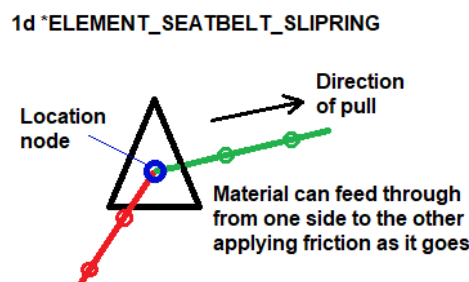 1d *ELEMENT_SEATBELT_SLIPRING
Direction
of pull
Location
node
Material can feed through
from one side to the other
applying friction as it goes